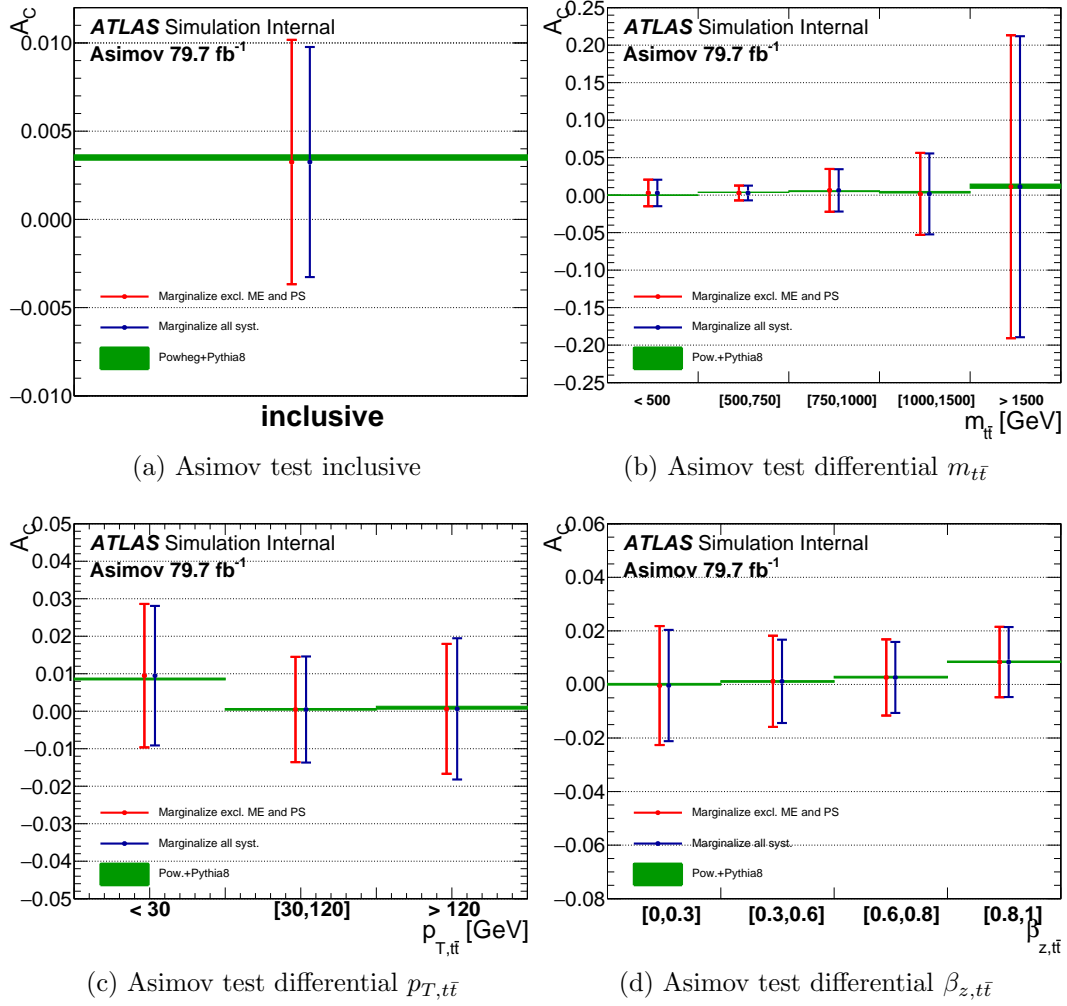 A_C
ATLAS Simulation Internal
Asimov 79.7 fb⁻¹
0.010
0.005
0.000
−0.005
−0.010
Marginalize excl. ME and PS
Marginalize all syst.
Powheg+Pythia8
inclusive
(a) Asimov test inclusive
A_C
ATLAS Simulation Internal
Asimov 79.7 fb⁻¹
0.25
0.20
0.15
0.10
0.05
0.00
−0.05
−0.10
−0.15
−0.20
−0.25
Marginalize excl. ME and PS
Marginalize all syst.
Pow.+Pythia8
< 500 [500,750] [750,1000] [1000,1500] > 1500
m_{tt̄} [GeV]
(b) Asimov test differential m_{tt̄}
A_C
ATLAS Simulation Internal
Asimov 79.7 fb⁻¹
0.05
0.04
0.03
0.02
0.01
0.00
−0.01
−0.02
−0.03
−0.04
−0.05
Marginalize excl. ME and PS
Marginalize all syst.
Pow.+Pythia8
< 30 [30,120] > 120
p_{T,tt̄} [GeV]
(c) Asimov test differential p_{T,tt̄}
A_C
ATLAS Simulation Internal
Asimov 79.7 fb⁻¹
0.06
0.04
0.02
0.00
−0.02
−0.04
−0.06
−0.08
Marginalize excl. ME and PS
Marginalize all syst.
Pow.+Pythia8
[0,0.3] [0.3,0.6] [0.6,0.8] [0.8,1]
β_{z,tt̄}
(d) Asimov test differential β_{z,tt̄}